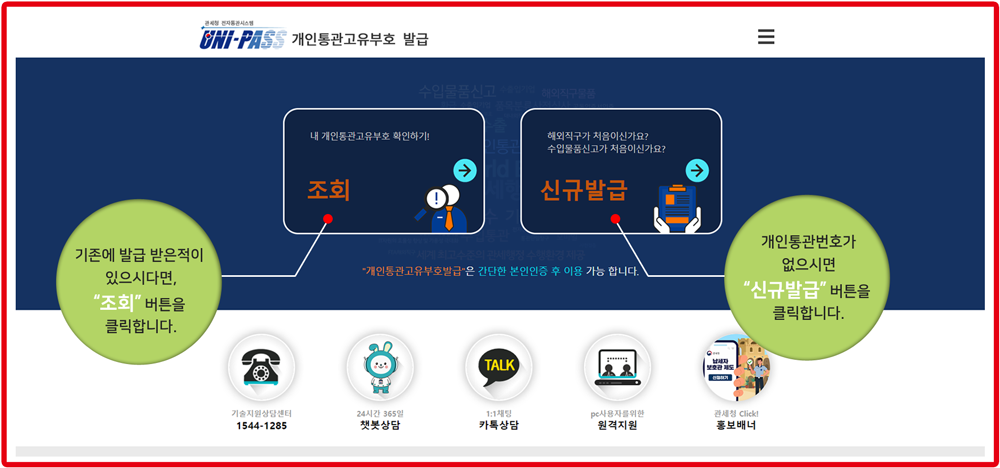 관세청 전자통관시스템
UNI-PASS 개인통관고유부호 발급
수입물품신고
해외직구물품
내 개인통관고유부호 확인하기!
조회
해외직구가 처음이신가요?
수입물품신고가 처음이신가요?
신규발급
기존에 발급 받은적이
있으시다면,
“조회” 버튼을
클릭합니다.
개인통관번호가
없으시면
“신규발급” 버튼을
클릭합니다.
“개인통관고유부호발급”은 간단한 본인인증 후 이용 가능 합니다.
기술지원상담센터
1544-1285
24시간 365일
챗봇상담
TALK
1:1채팅
카톡상담
pc사용자를위한
원격지원
납세자
보호관 제도
관세청 Click!
홍보배너